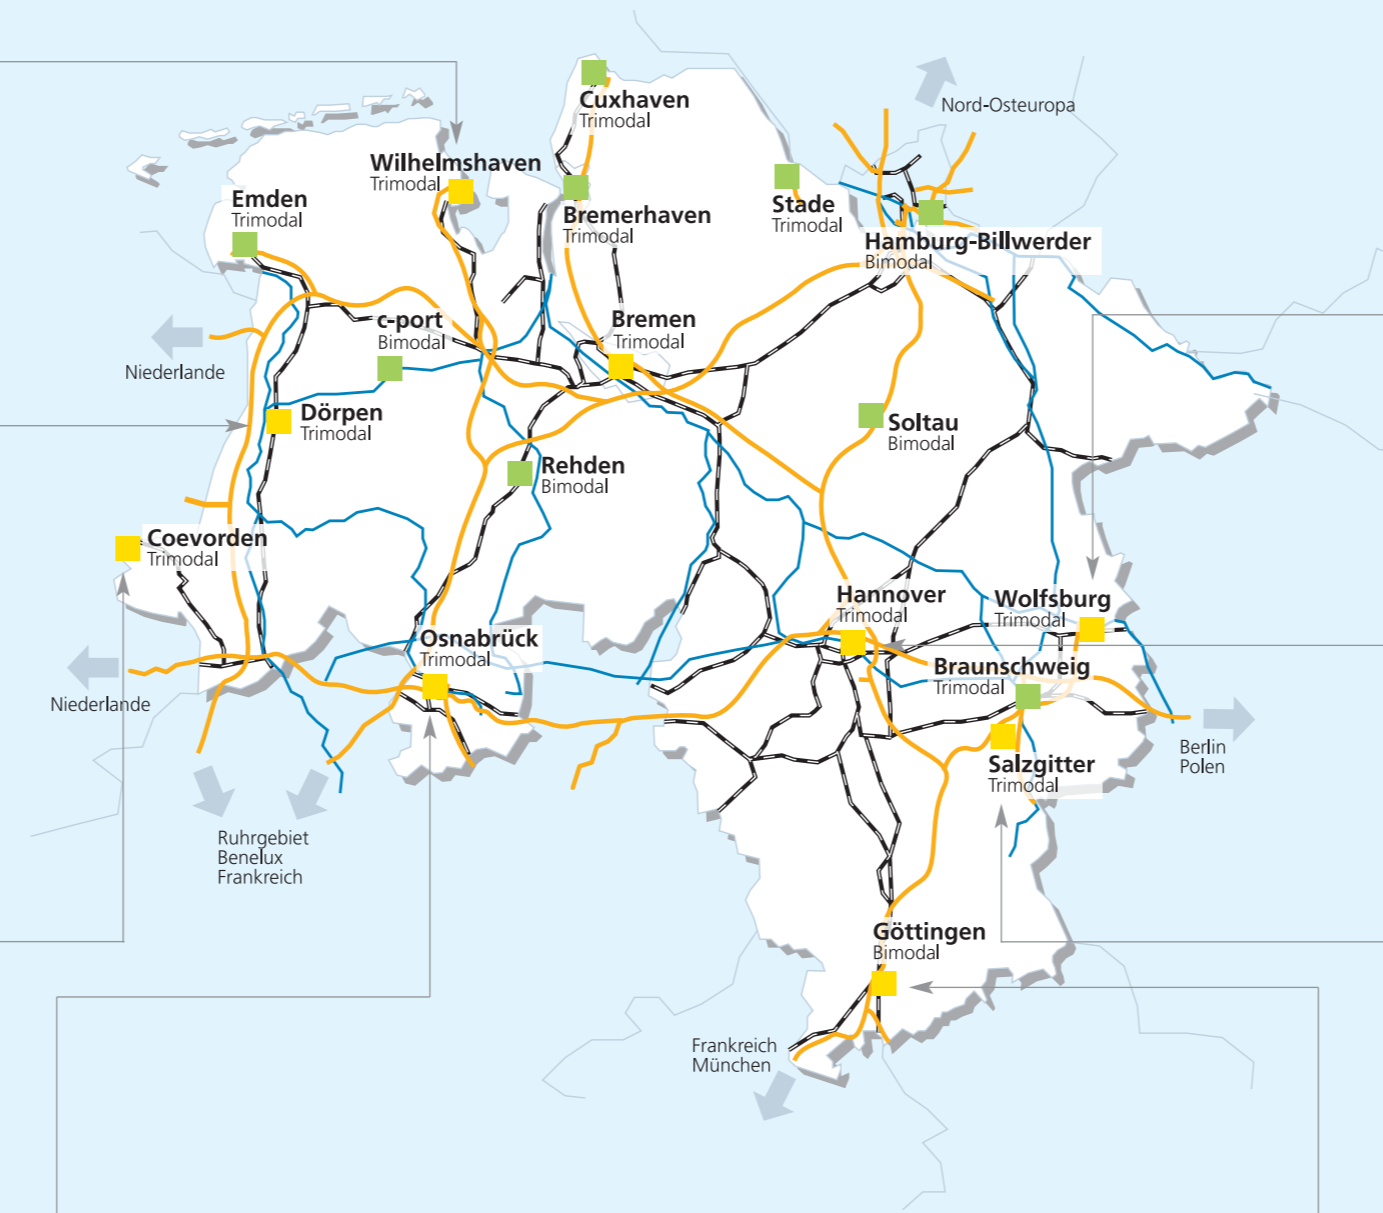 Cuxhaven
Trimodal
Nord-Osteuropa
Wilhelmshaven
Trimodal
Emden
Trimodal
Bremerhaven
Trimodal
Stade
Trimodal
Hamburg-Billwerder
Bimodal
c-port
Bimodal
Bremen
Trimodal
Niederlande
Dörpen
Trimodal
Soltau
Bimodal
Rehden
Bimodal
Coevorden
Trimodal
Hannover
Trimodal
Wolfsburg
Trimodal
Osnabrück
Trimodal
Braunschweig
Trimodal
Niederlande
Berlin
Polen
Salzgitter
Trimodal
Ruhrgebiet
Benelux
Frankreich
Göttingen
Bimodal
Frankreich
München